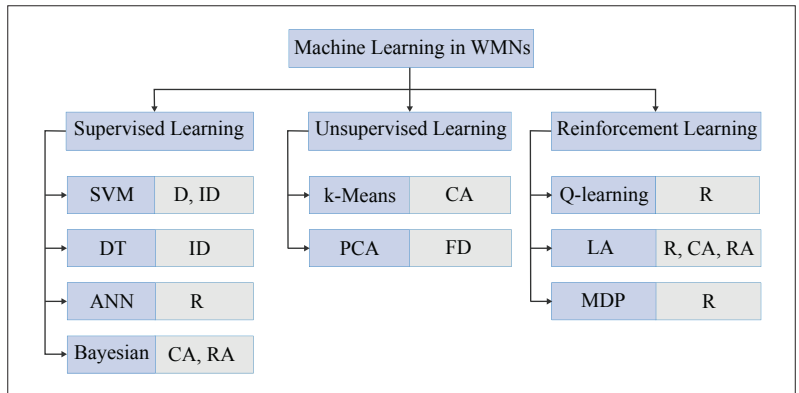 Machine Learning in WMNs
Supervised Learning
Unsupervised Learning
Reinforcement Learning
SVM
D, ID
k-Means
CA
Q-learning
R
DT
ID
PCA
FD
LA
R, CA, RA
ANN
R
MDP
R
Bayesian
CA, RA